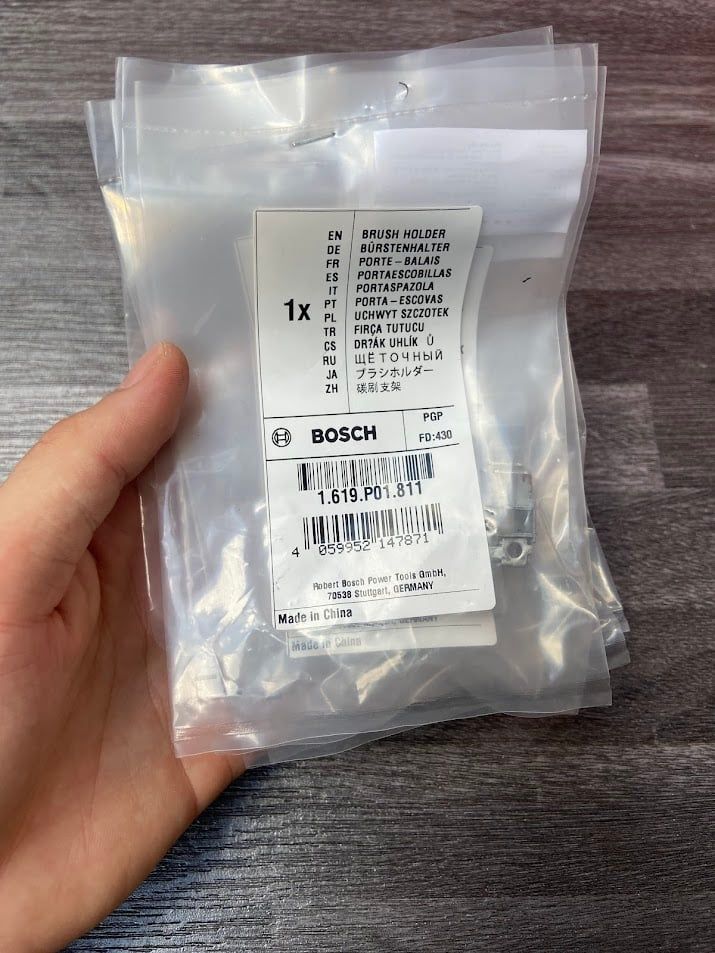 1x
EN BRUSH HOLDER
DE BÜRSTENHALTER
FR PORTE-BALAIS
ES PORTAESCOBILLAS
IT PORTASPAZOLA
PT PORTA-ESCOVAS
PL UCHWYT SZCZOTEK
TR FIRÇA TUTUCU
CS DR?ÁK UHLÍK Ů
RU ЩЁТОЧНЫЙ
JA ブラシホルダー
ZH 碳刷支架
BOSCH
PGP
FD:430
1.619.P01.811
4 059952 147871
Robert Bosch Power Tools GmbH,
70538 Stuttgart, GERMANY
Made in China
GERMANY
Made in China